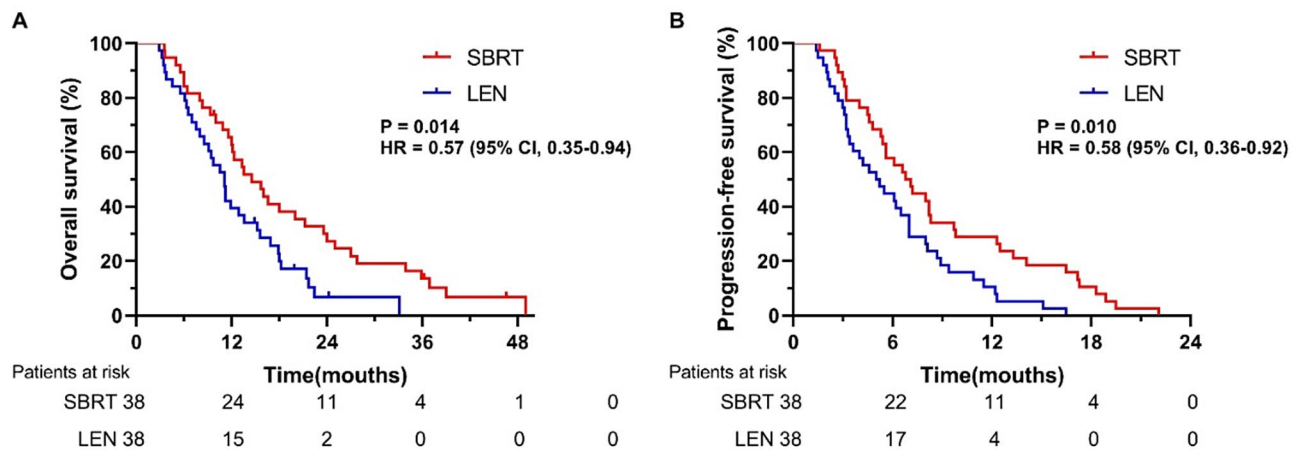 A
Overall survival (%)
100
80
60
40
20
0
SBRT
LEN
P = 0.014
HR = 0.57 (95% CI, 0.35-0.94)
0 12 24 36 48
Time(mouths)
Patients at risk
SBRT 38 24 11 4 1 0
LEN 38 15 2 0 0 0
B
Progression-free survival (%)
100
80
60
40
20
0
SBRT
LEN
P = 0.010
HR = 0.58 (95% CI, 0.36-0.92)
0 6 12 18 24
Time(mouths)
Patients at risk
SBRT 38 22 11 4 0
LEN 38 17 4 0 0